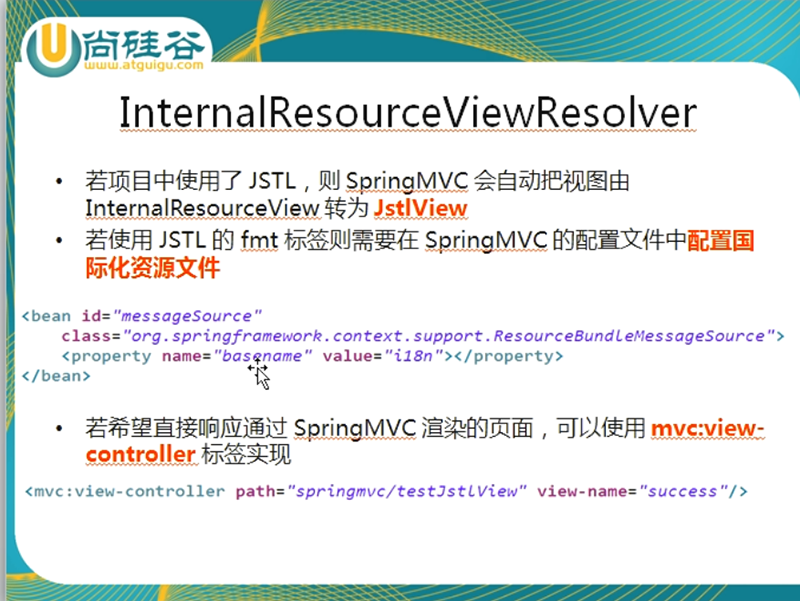 尚硅谷
www.atguigu.com
InternalResourceViewResolver
• 若项目中使用了 JSTL，则 SpringMVC 会自动把视图由
InternalResourceView 转为 JstlView
• 若使用 JSTL 的 fmt 标签则需要在 SpringMVC 的配置文件中配置国
际化资源文件
<bean id="messageSource"
class="org.springframework.context.support.ResourceBundleMessageSource">
<property name="basename" value="i18n"></property>
</bean>
• 若希望直接响应通过 SpringMVC 渲染的页面，可以使用 mvc:view-
controller 标签实现
<mvc:view-controller path="springmvc/testJstlView" view-name="success"/>